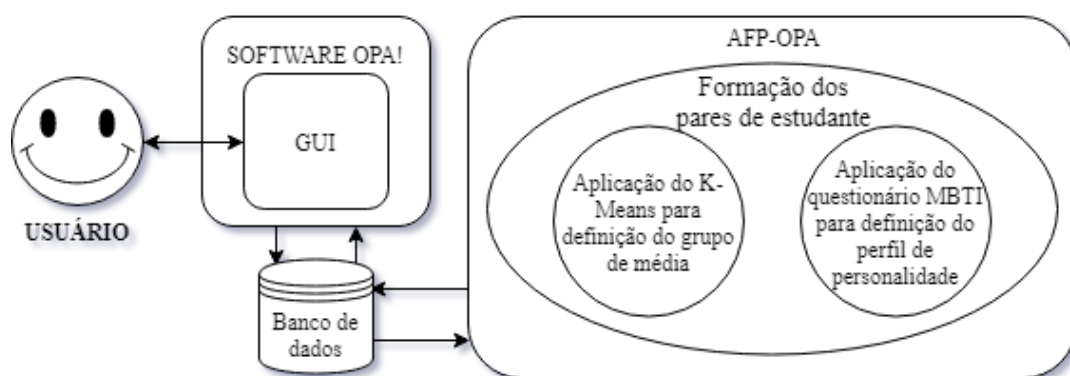 USUÁRIO
SOFTWARE OPA!
GUI
Banco de
dados
AFP-OPA
Formação dos
pares de estudante
Aplicação do K-
Means para
definição do grupo
de média
Aplicação do
questionário MBTI
para definição do
perfil de
personalidade